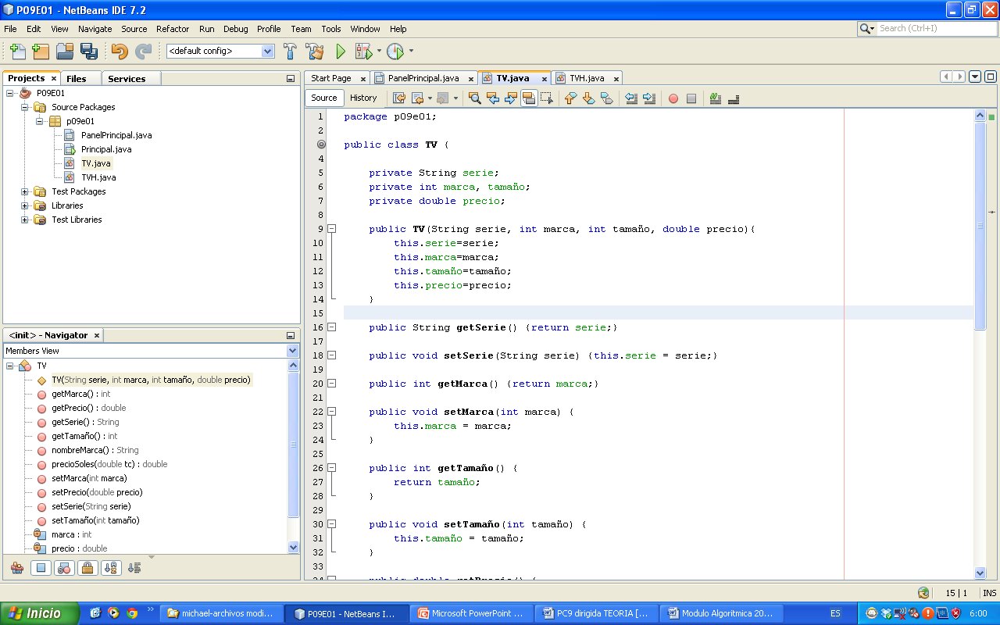 P09E01 - NetBeans IDE 7.2
File Edit View Navigate Source Refactor Run Debug Profile Team Tools Window Help
Search (Ctrl+I)
<default config>
Projects Files Services
P09E01
Source Packages
p09e01
PanelPrincipal.java
Principal.java
TV.java
TVH.java
Test Packages
Libraries
Test Libraries
<init> - Navigator
Members View
TV
TV(String serie, int marca, int tamaño, double precio)
getMarca() : int
getPrecio() : double
getSerie() : String
getTamaño() : int
nombreMarca() : String
precioSoles(double tc) : double
setMarca(int marca)
setPrecio(double precio)
setSerie(String serie)
setTamaño(int tamaño)
marca : int
precio : double
Start Page PanelPrincipal.java TV.java TVH.java
Source History
1 package p09e01;
2
public class TV {
4
5 private String serie;
6 private int marca, tamaño;
7 private double precio;
8
9 public TV(String serie, int marca, int tamaño, double precio){
10 this.serie=serie;
11 this.marca=marca;
12 this.tamaño=tamaño;
13 this.precio=precio;
14 }
15
16 public String getSerie() {return serie;}
17
18 public void setSerie(String serie) {this.serie = serie;}
19
20 public int getMarca() {return marca;}
21
22 public void setMarca(int marca) {
23 this.marca = marca;
24 }
25
26 public int getTamaño() {
27 return tamaño;
28 }
29
30 public void setTamaño(int tamaño) {
31 this.tamaño = tamaño;
32 }
33
34 public double getPrecio() {
15 | 1 INS
Inicio
michael-archivos modi...
P09E01 - NetBeans I...
Microsoft PowerPoint ...
PC9 dirigida TEORIA [...
Modulo Algoritmica 20...
ES
6:00